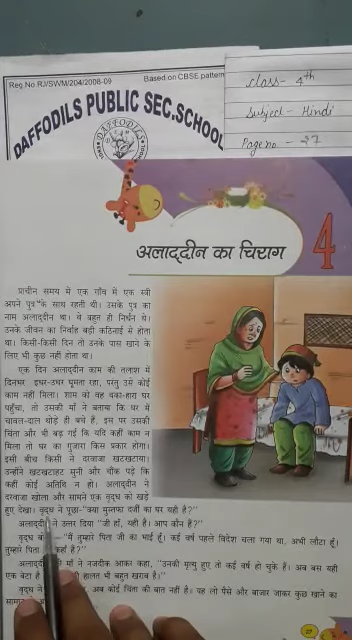 Reg No RJ/SWM/204/2008-09
Based on CBSE pattern
DAFFODILS PUBLIC SEC.SCHOOL
DAFFODILS
Class- 4th
Subject- Hindi
Page no. - 27
अलाद्दीन का चिराग
4
प्राचीन समय में एक गाँव में एक स्त्री
अपने पुत्र के साथ रहती थी। उसके पुत्र का
नाम अलाद्दीन था। वे बहुत ही निर्धन थे।
उनके जीवन का निर्वाह बड़ी कठिनाई से होता
था। किसी-किसी दिन तो उनके पास खाने के
लिए भी कुछ नहीं होता था।
एक दिन अलाद्दीन काम की तलाश में
दिनभर इधर-उधर घूमता रहा, परंतु उसे कोई
काम नहीं मिला। शाम को वह थका-हारा घर
पहुँचा, तो उसकी माँ ने बताया कि घर में
चावल-दाल थोड़े ही बचे हैं, इस पर उसकी
चिंता और भी बढ़ गई कि यदि कहीं काम न
मिला तो घर का गुजारा किस प्रकार होगा।
इसी बीच किसी ने दरवाजा खटखटाया।
उन्होंने खटखटाहट सुनी और चौंक पड़े कि
कहीं कोई अतिथि न हो। अलाद्दीन ने
दरवाजा खोला और सामने एक वृद्ध को खड़े
हुए देखा। वृद्ध ने पूछा-"क्या मुस्तफा दर्जी का घर यही है?"
अलाद्दीन ने उत्तर दिया "जी हाँ, यही है। आप कौन हैं?"
वृद्ध "मैं तुम्हारे पिता जी का भाई हूँ। कई वर्ष पहले विदेश चला गया था, अभी लौटा हूँ।
तुम्हारे पिता कहाँ हैं?"
माँ ने नजदीक आकर कहा, "उनकी मृत्यु हुए तो कई वर्ष हो चुके हैं। अब बस यही
एक बेटा है हालत भी बहुत खराब है।"
वृद्ध ने अब कोई चिंता की बात नहीं है। यह लो पैसे और बाजार जाकर कुछ खाने का
27